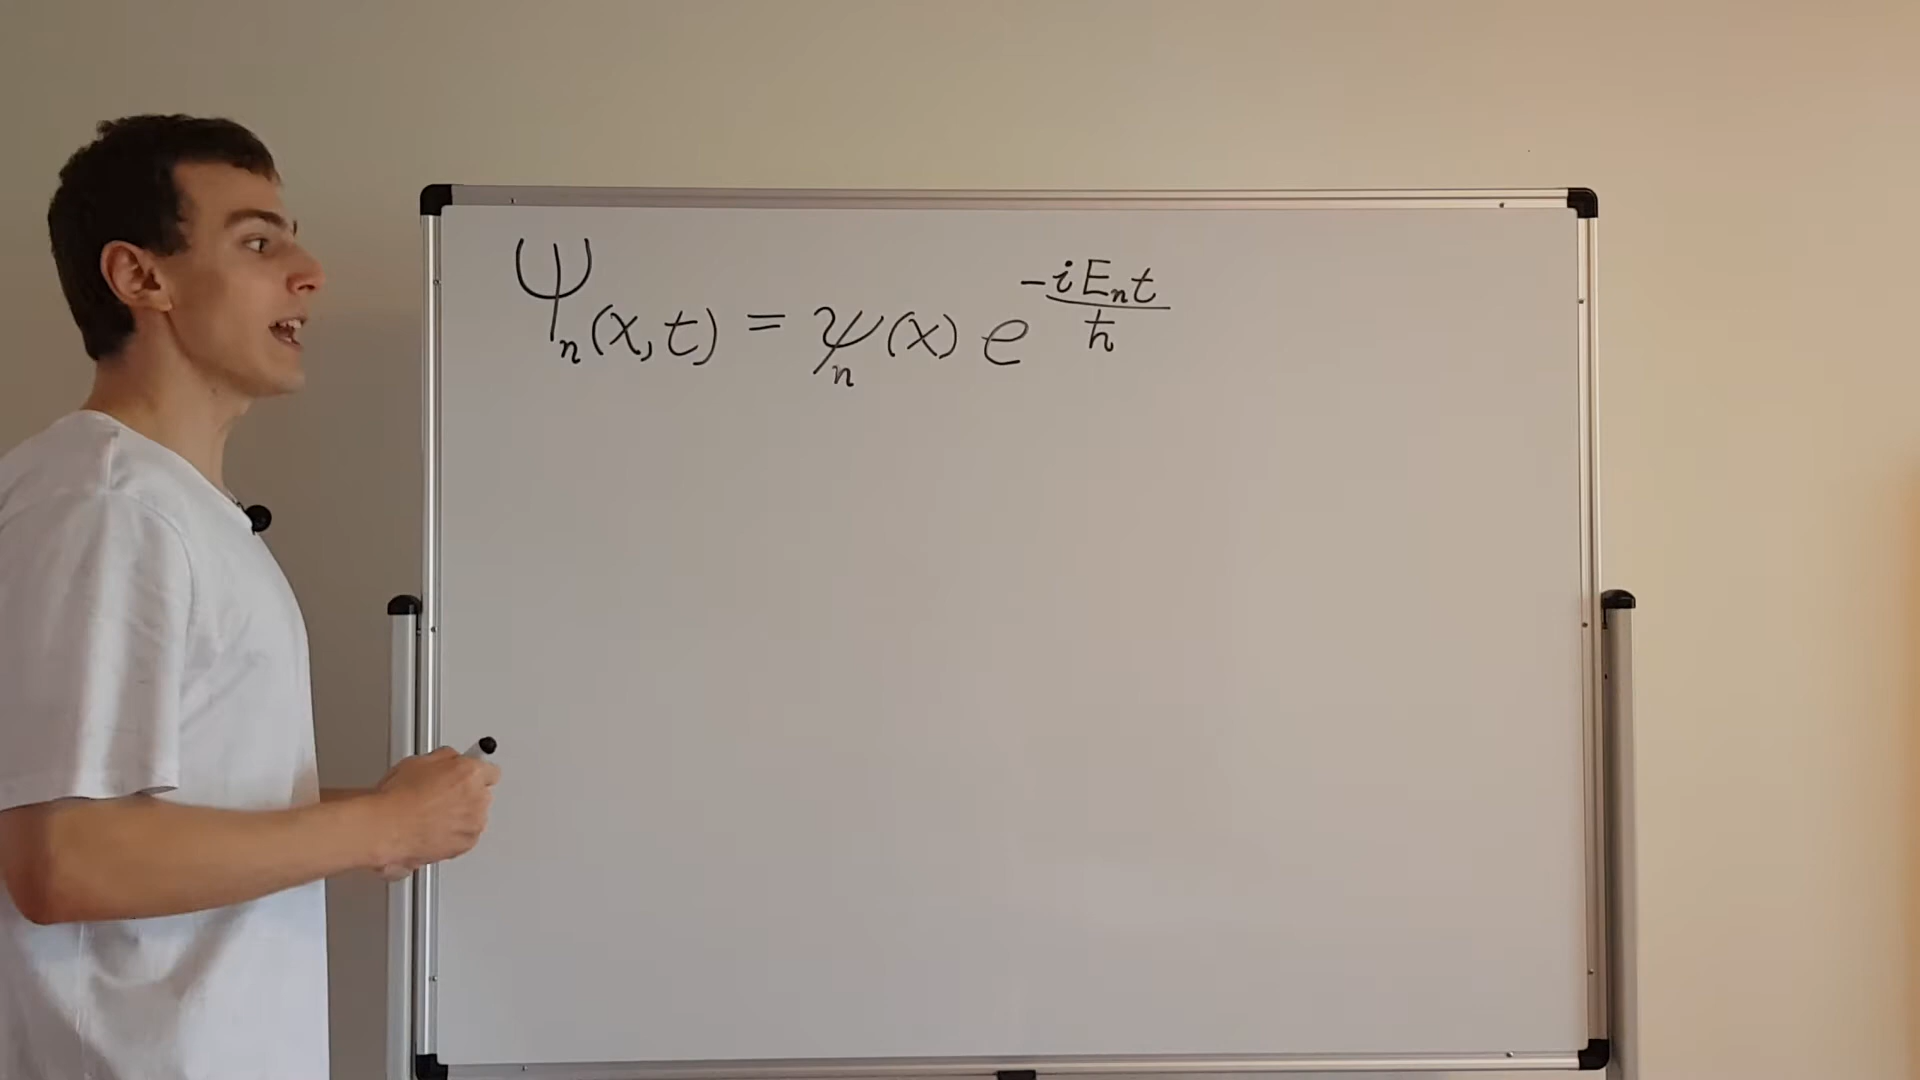 Ψₙ(x,t) = ψₙ(x) e^(-iEₙt/ħ)